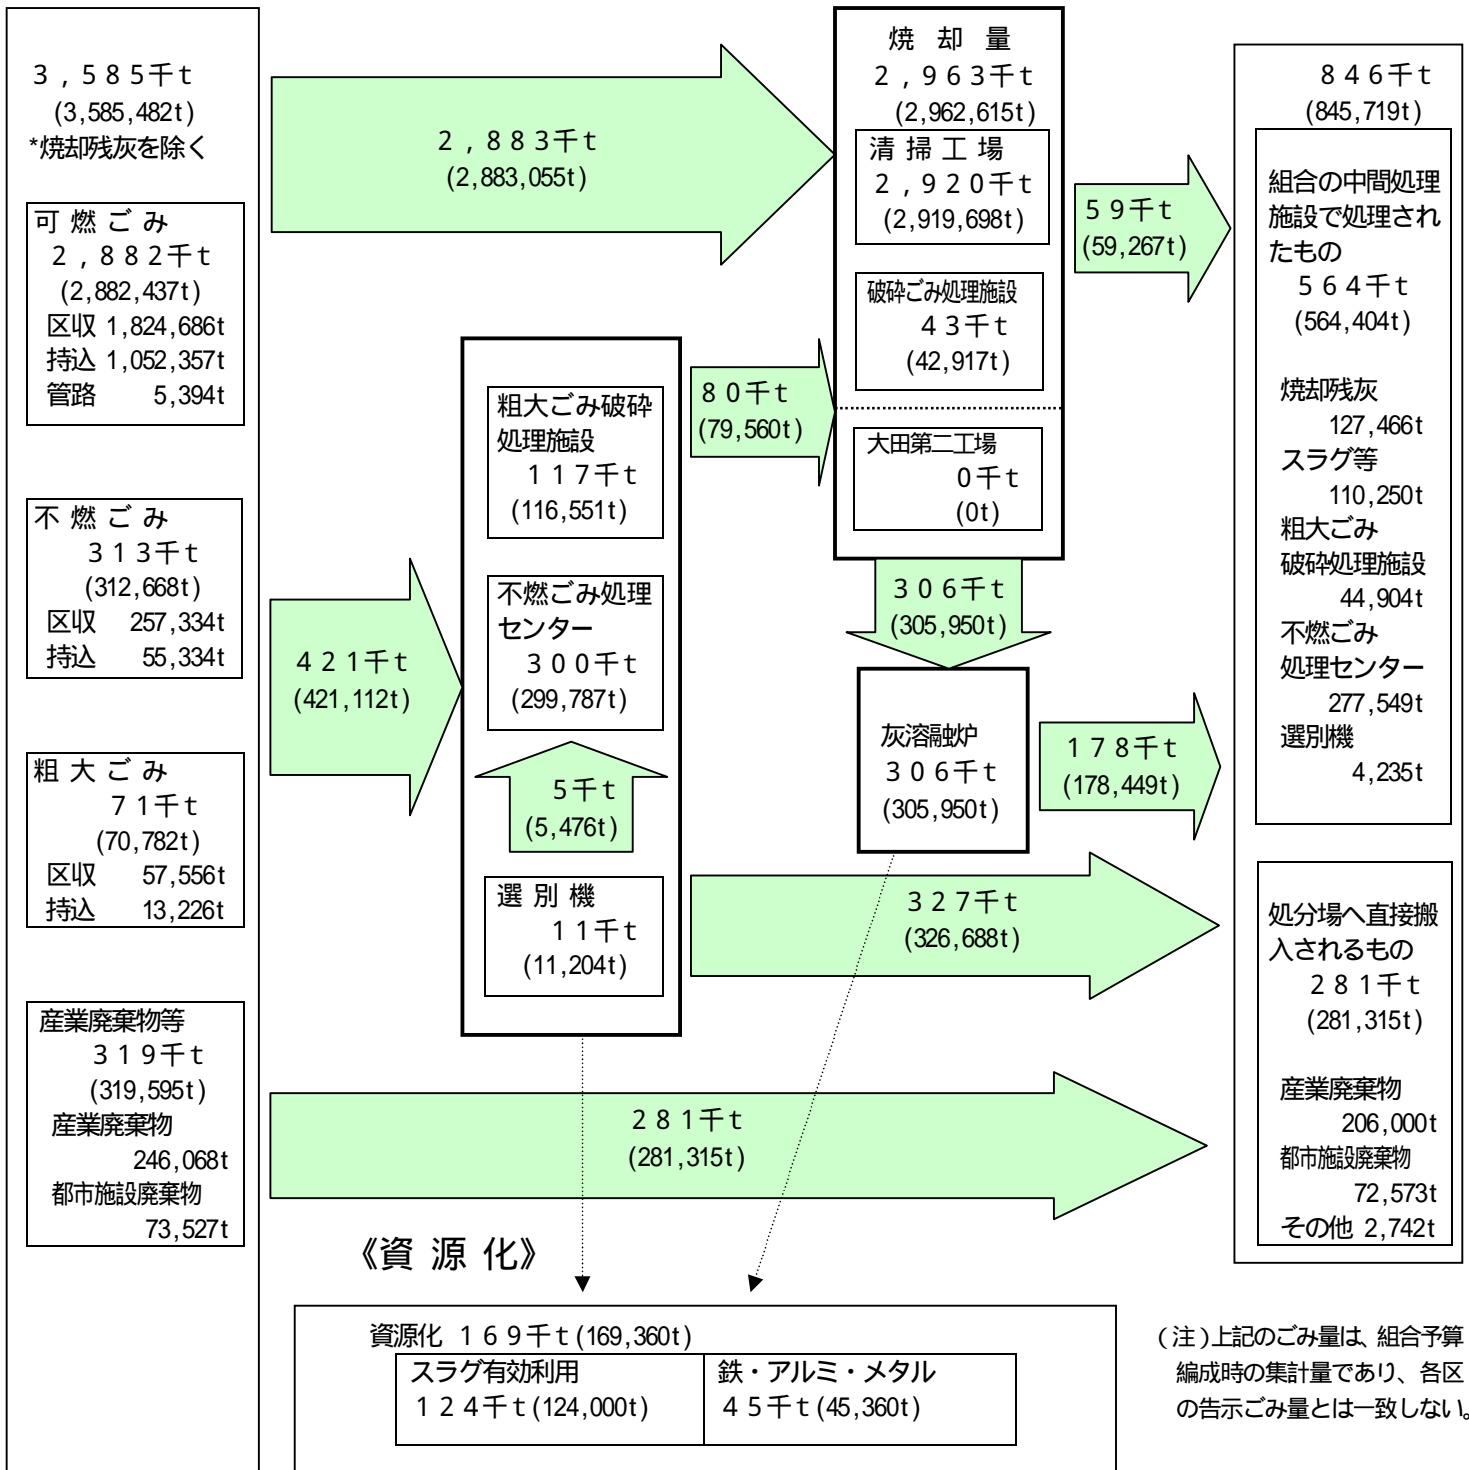 3,585千t
(3,585,482t)
*焼却残灰を除く
可燃ごみ
2,882千t
(2,882,437t)
区収 1,824,686t
持込 1,052,357t
管路 5,394t
不燃ごみ
313千t
(312,668t)
区収 257,334t
持込 55,334t
粗大ごみ
71千t
(70,782t)
区収 57,556t
持込 13,226t
産業廃棄物等
319千t
(319,595t)
産業廃棄物
246,068t
都市施設廃棄物
73,527t
2,883千t
(2,883,055t)
421千t
(421,112t)
粗大ごみ破砕
処理施設
117千t
(116,551t)
不燃ごみ処理
センター
300千t
(299,787t)
5千t
(5,476t)
選別機
11千t
(11,204t)
80千t
(79,560t)
焼却量
2,963千t
(2,962,615t)
清掃工場
2,920千t
(2,919,698t)
破砕ごみ処理施設
43千t
(42,917t)
大田第二工場
0千t
(0t)
306千t
(305,950t)
灰溶融炉
306千t
(305,950t)
59千t
(59,267t)
178千t
(178,449t)
327千t
(326,688t)
281千t
(281,315t)
846千t
(845,719t)
組合の中間処理
施設で処理され
たもの
564千t
(564,404t)
焼却残灰
127,466t
スラグ等
110,250t
粗大ごみ
破砕処理施設
44,904t
不燃ごみ
処理センター
277,549t
選別機
4,235t
処分場へ直接搬
入されるもの
281千t
(281,315t)
産業廃棄物
206,000t
都市施設廃棄物
72,573t
その他 2,742t
《資源化》
資源化 169千t(169,360t)
スラグ有効利用
124千t(124,000t)
鉄・アルミ・メタル
45千t(45,360t)
(注)上記のごみ量は、組合予算
編成時の集計量であり、各区
の告示ごみ量とは一致しない。